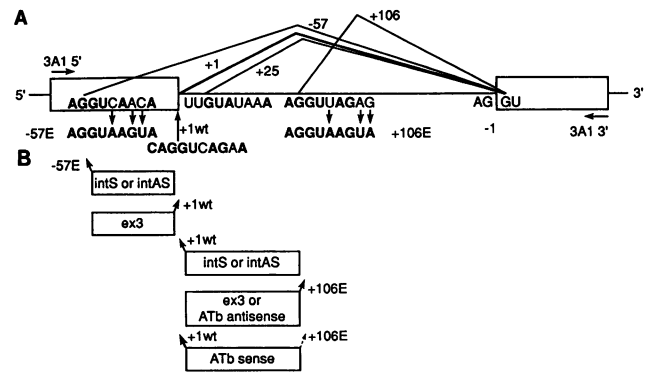 A
-57
+106
+1
+25
3A1 5'
5'
AGGUCAACA
UUGUAUAAA
AGGUUAGAG
AG
GU
3'
-57E
AGGUAAGUA
+1wt
AGGUAAGUA
+106E
-1
3A1 3'
CAGGUCAGAA
B
-57E
intS or intAS
+1wt
ex3
+1wt
intS or intAS
+106E
ex3 or
ATb antisense
+1wt
+106E
ATb sense